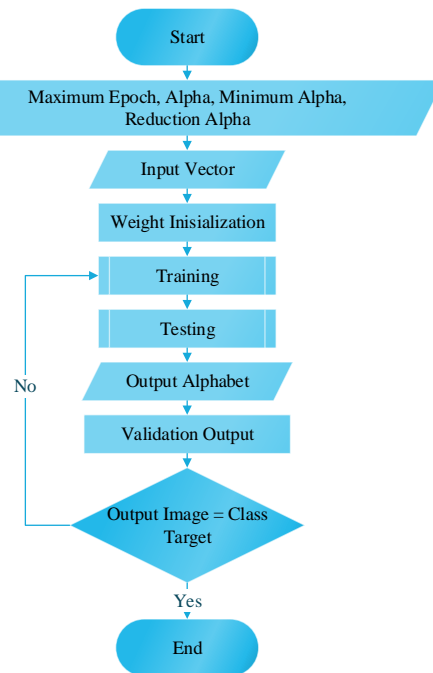 Start
Maximum Epoch, Alpha, Minimum Alpha,
Reduction Alpha
Input Vector
Weight Inisialization
Training
Testing
No
Output Alphabet
Validation Output
Output Image = Class
Target
Yes
End